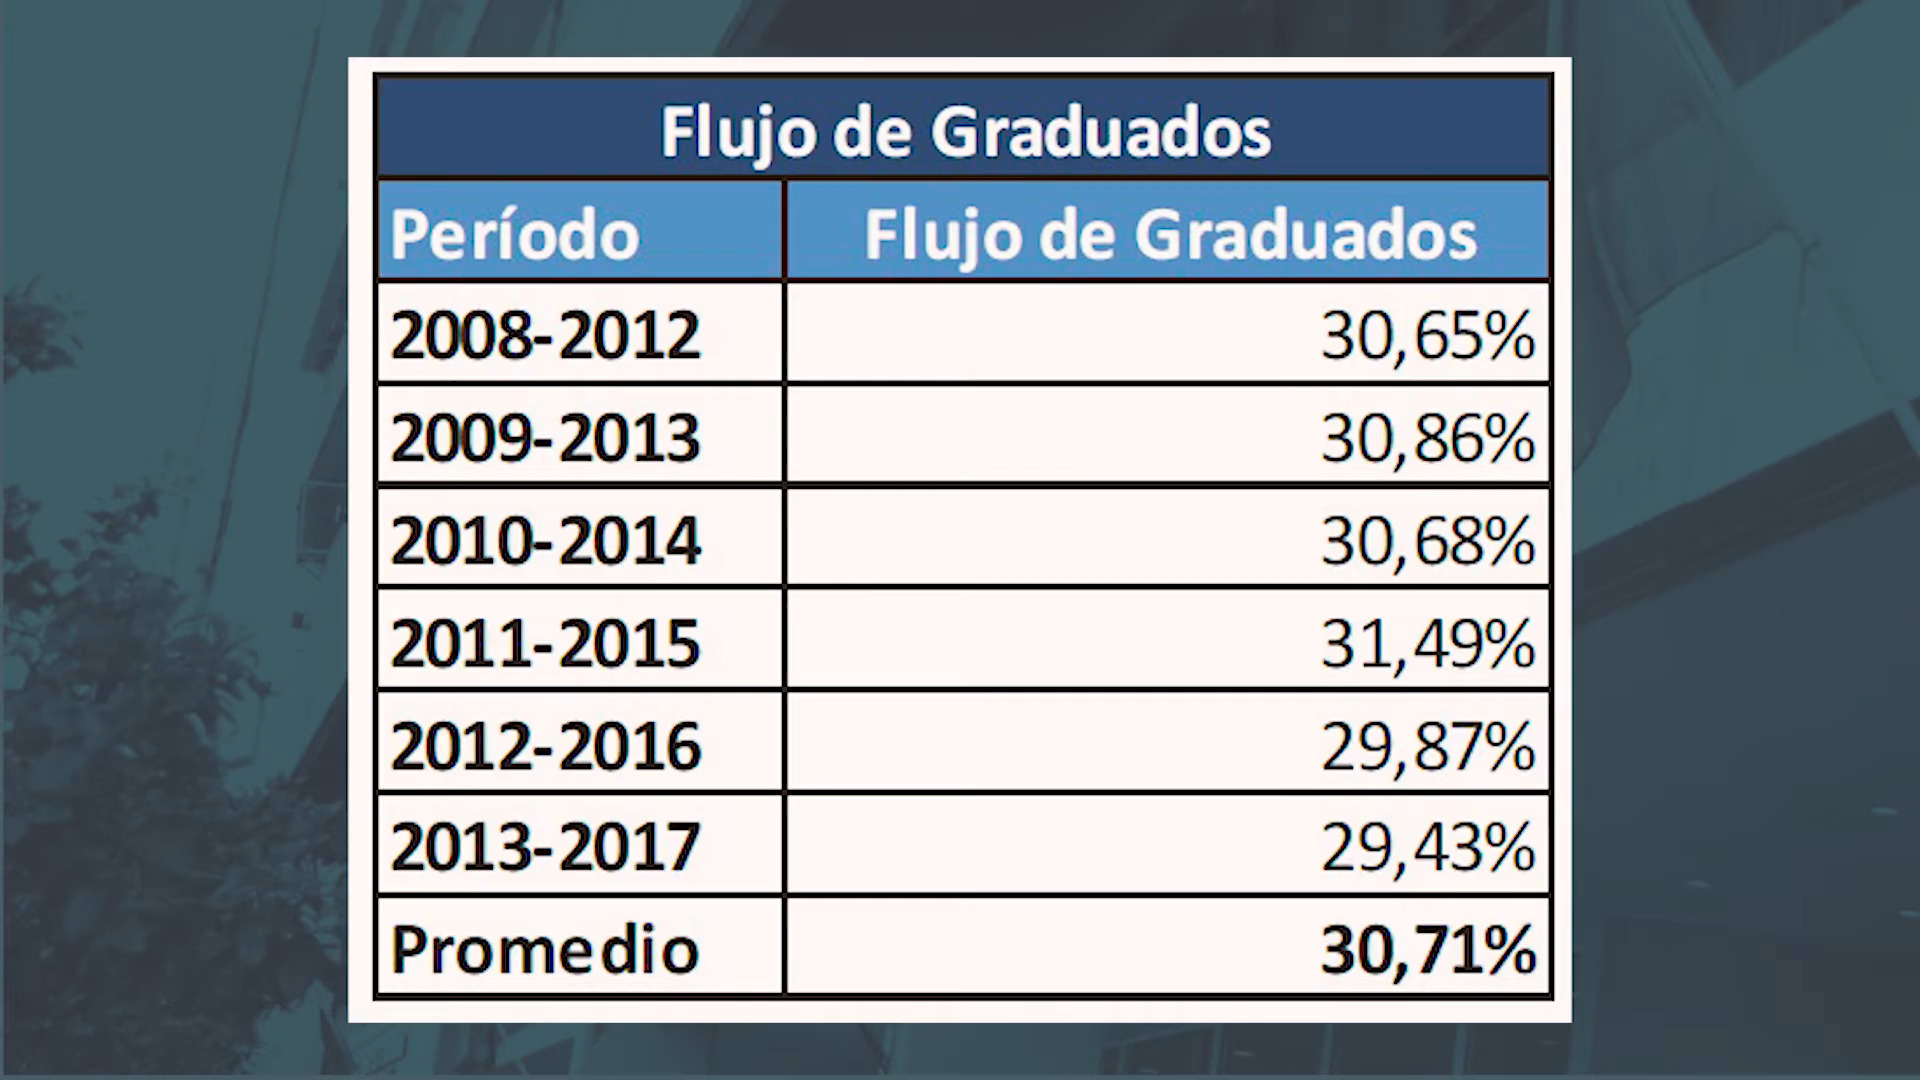 Flujo de Graduados
Período Flujo de Graduados
2008-2012 30,65%
2009-2013 30,86%
2010-2014 30,68%
2011-2015 31,49%
2012-2016 29,87%
2013-2017 29,43%
Promedio 30,71%